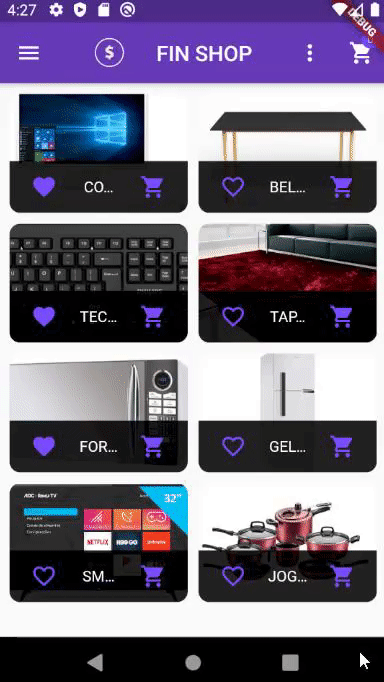 4:27
DEBUG
$ FIN SHOP
CO...
BEL...
TEC...
TAP...
FOR...
GEL...
AOC - Roku TV
32"
NETFLIX
HBO GO
SM...
JOG...